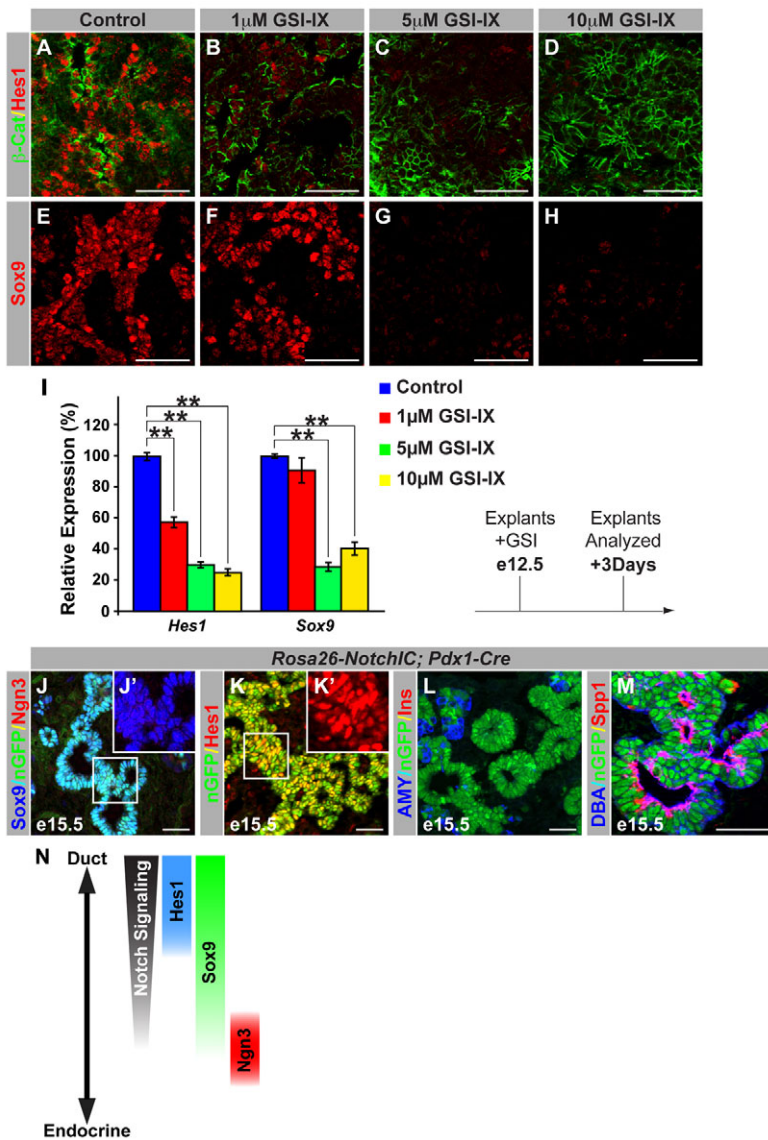 Control 1μM GSI-IX 5μM GSI-IX 10μM GSI-IX
β-Cat/Hes1
A B C D
Sox9
E F G H
I
Relative Expression (%)
120
100
80
60
40
20
0
** ** ** ** **
Hes1 Sox9
Control
1μM GSI-IX
5μM GSI-IX
10μM GSI-IX
Explants Explants
+GSI Analyzed
e12.5 +3Days
Rosa26-NotchIC; Pdx1-Cre
Sox9 nGFP/Ngn3
J J' e15.5
nGFP/Hes1
K K' e15.5
AMY nGFP/Ins
L e15.5
DBA nGFP/Spp1
M e15.5
N
Duct
Notch Signaling
Hes1
Sox9
Ngn3
Endocrine